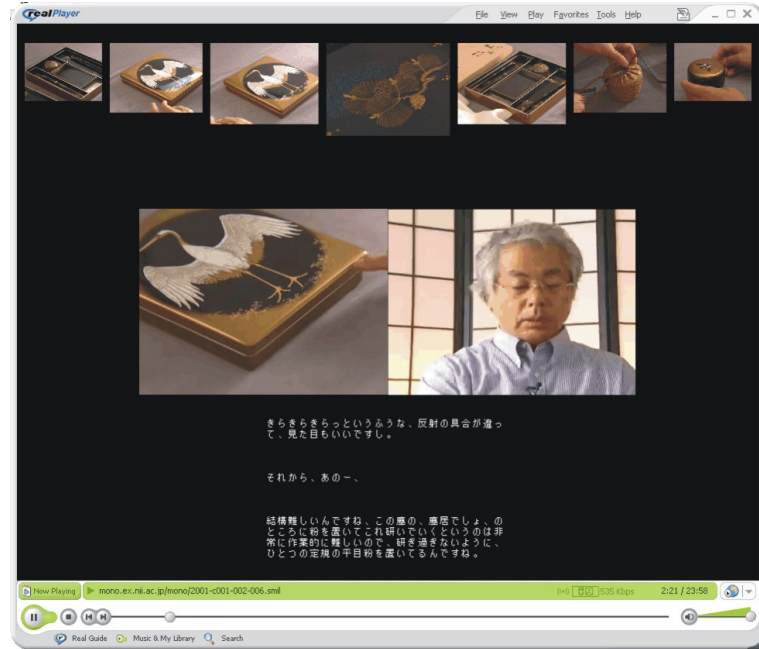 realPlayer
File View Play Favorites Tools Help
きらきらきらっというふうな、反射の具合が違っ
て、見た目もいいですし。
それから、あのー、
結構難しいんですね、この塵の、塵居でしょ、の
ところに粉を置いてこれ研いでいくというのは非
常に作業的に難しいので、研ぎ過ぎないように、
ひとつの定規の平目粉を置いてるんですね。
Now Playing mono.ex.nii.ac.jp/mono/2001-c001-002-006.smil 535 Kbps 2:21 / 23:58
Real Guide Music & My Library Search